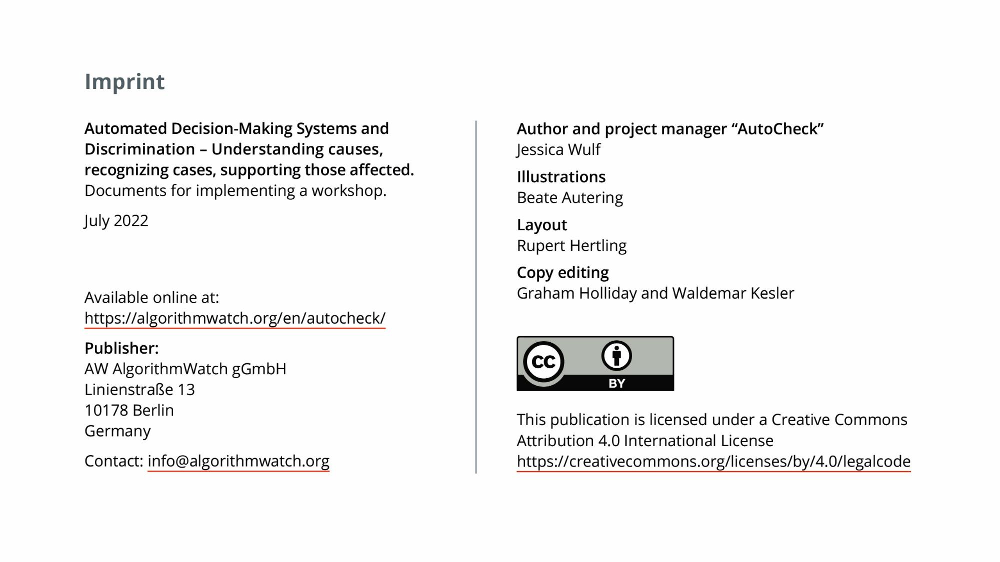 Imprint
Automated Decision-Making Systems and
Discrimination – Understanding causes,
recognizing cases, supporting those affected.
Documents for implementing a workshop.
July 2022
Available online at:
https://algorithmwatch.org/en/autocheck/
Publisher:
AW AlgorithmWatch gGmbH
Linienstraße 13
10178 Berlin
Germany
Contact: info@algorithmwatch.org
Author and project manager “AutoCheck”
Jessica Wulf
Illustrations
Beate Autering
Layout
Rupert Hertling
Copy editing
Graham Holliday and Waldemar Kesler
CC
BY
This publication is licensed under a Creative Commons
Attribution 4.0 International License
https://creativecommons.org/licenses/by/4.0/legalcode